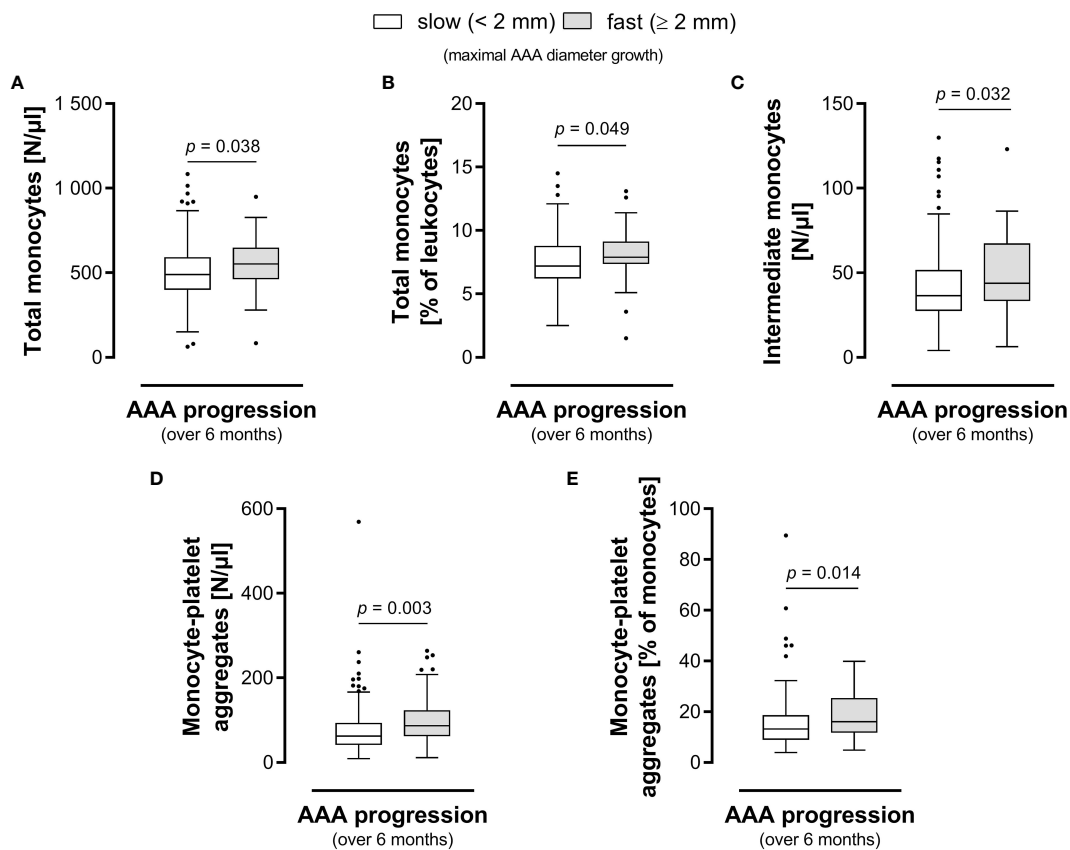 slow (< 2 mm) fast (≥ 2 mm)
(maximal AAA diameter growth)
A
Total monocytes [N/µl]
1 500
1 000
500
0
p = 0.038
AAA progression
(over 6 months)
B
Total monocytes
[% of leukocytes]
20
15
10
5
0
p = 0.049
AAA progression
(over 6 months)
C
Intermediate monocytes
[N/µl]
150
100
50
0
p = 0.032
AAA progression
(over 6 months)
D
Monocyte-platelet
aggregates [N/µl]
600
400
200
0
p = 0.003
AAA progression
(over 6 months)
E
Monocyte-platelet
aggregates [% of monocytes]
100
80
60
40
20
0
p = 0.014
AAA progression
(over 6 months)